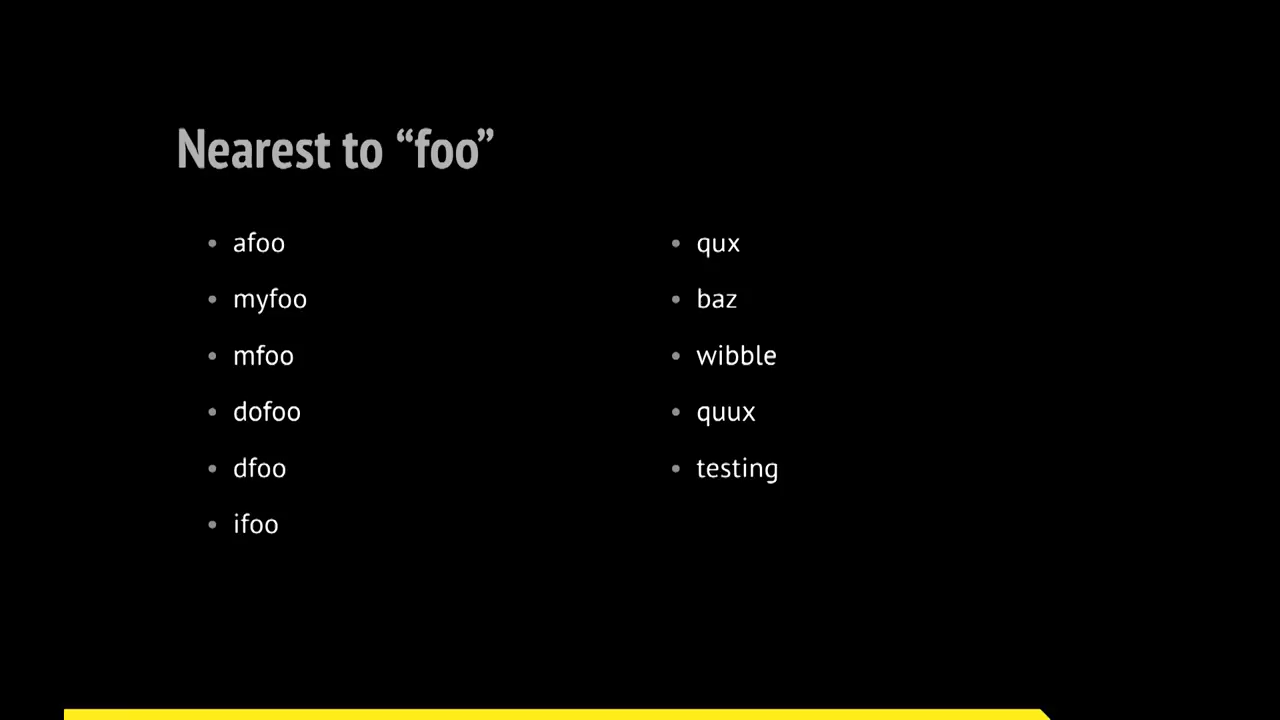 Nearest to “foo”
• afoo
• myfoo
• mfoo
• dofoo
• dfoo
• ifoo
• qux
• baz
• wibble
• quux
• testing